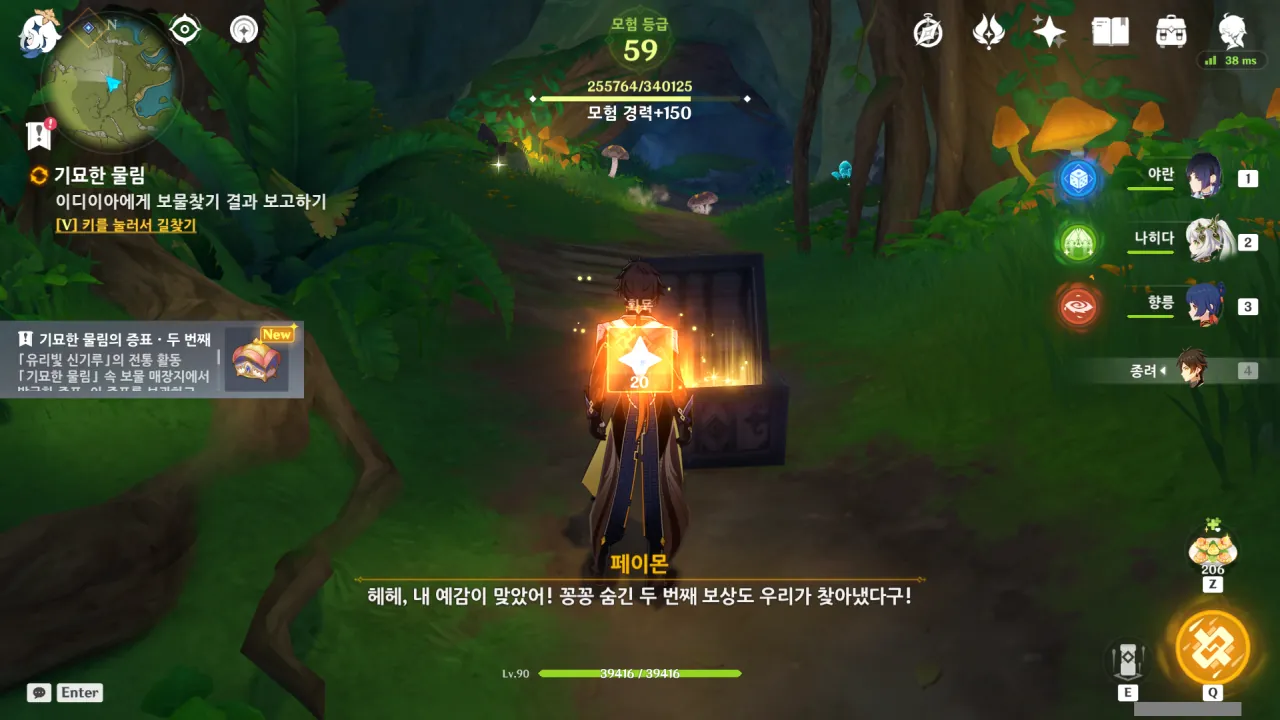 N
모험 등급
59
255764/340125
모험 경력+150
38 ms
기묘한 물림
이디이아에게 보물찾기 결과 보고하기
[V] 키를 눌러서 길찾기
야란
1
나히다
2
향릉
3
종려
4
기묘한 물림의 증표 · 두 번째
New
「유리빛 신기루」의 전통 활동
「기묘한 물림」 속 보물 매장지에서
화목
20
페이몬
헤헤, 내 예감이 맞았어! 꽁꽁 숨긴 두 번째 보상도 우리가 찾아냈다구!
206
Z
Lv.90
39416 / 39416
E
Q
Enter